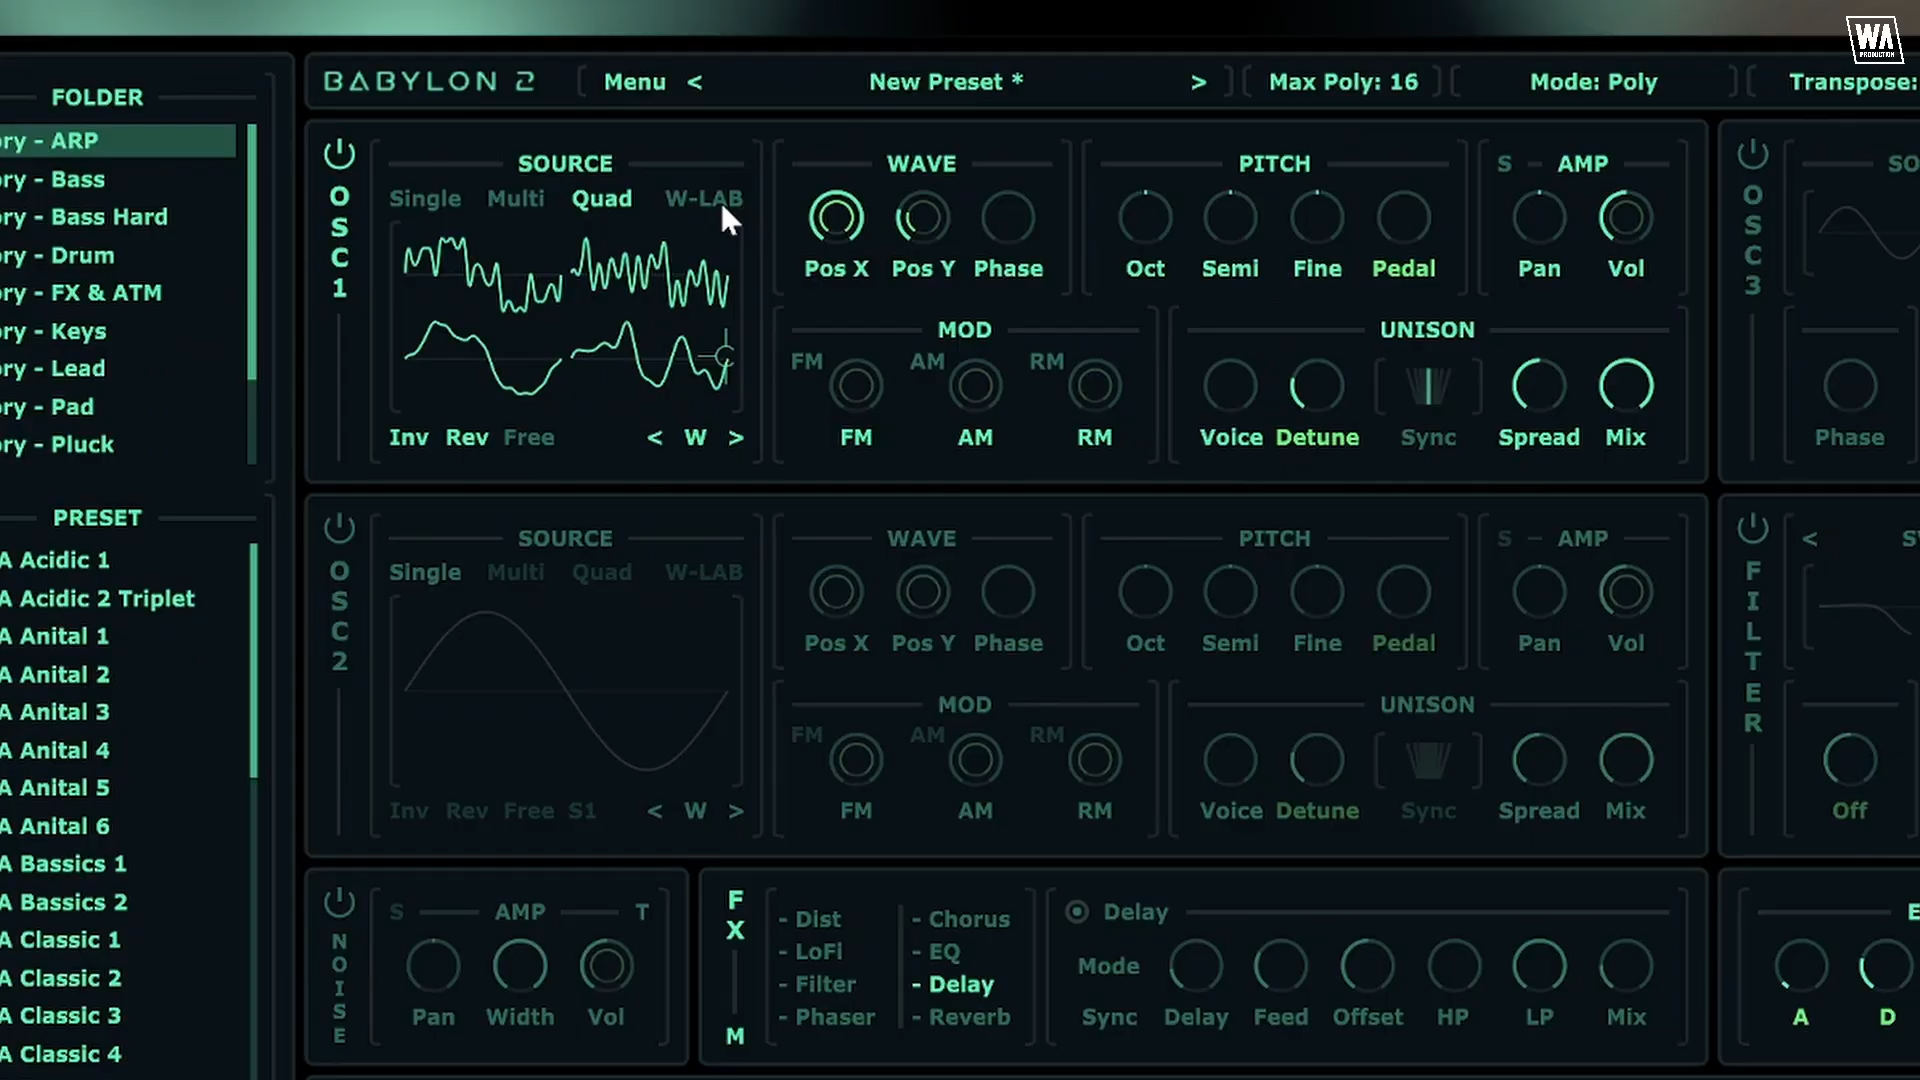 WA
PRODUCTION
BABYLON 2
Menu <
New Preset *
>
Max Poly: 16
Mode: Poly
Transpose:
FOLDER
ry - ARP
ry - Bass
ry - Bass Hard
ry - Drum
ry - FX & ATM
ry - Keys
ry - Lead
ry - Pad
ry - Pluck
PRESET
A Acidic 1
A Acidic 2 Triplet
A Anital 1
A Anital 2
A Anital 3
A Anital 4
A Anital 5
A Anital 6
A Bassics 1
A Bassics 2
A Classic 1
A Classic 2
A Classic 3
A Classic 4
OSC1
SOURCE
Single Multi Quad W-LAB
Inv Rev Free < W >
WAVE
Pos X Pos Y Phase
PITCH
Oct Semi Fine Pedal
S AMP
Pan Vol
MOD
FM AM RM
FM AM RM
UNISON
Voice Detune Sync Spread Mix
OSC3
SO
Phase
OSC2
SOURCE
Single Multi Quad W-LAB
Inv Rev Free S1 < W >
WAVE
Pos X Pos Y Phase
PITCH
Oct Semi Fine Pedal
S AMP
Pan Vol
MOD
FM AM RM
FM AM RM
UNISON
Voice Detune Sync Spread Mix
FILTER
<
Off
NOISE
S AMP T
Pan Width Vol
FX
M
- Dist
- LoFi
- Filter
- Phaser
- Chorus
- EQ
- Delay
- Reverb
Delay
Mode
Sync Delay Feed Offset HP LP Mix
E
A D